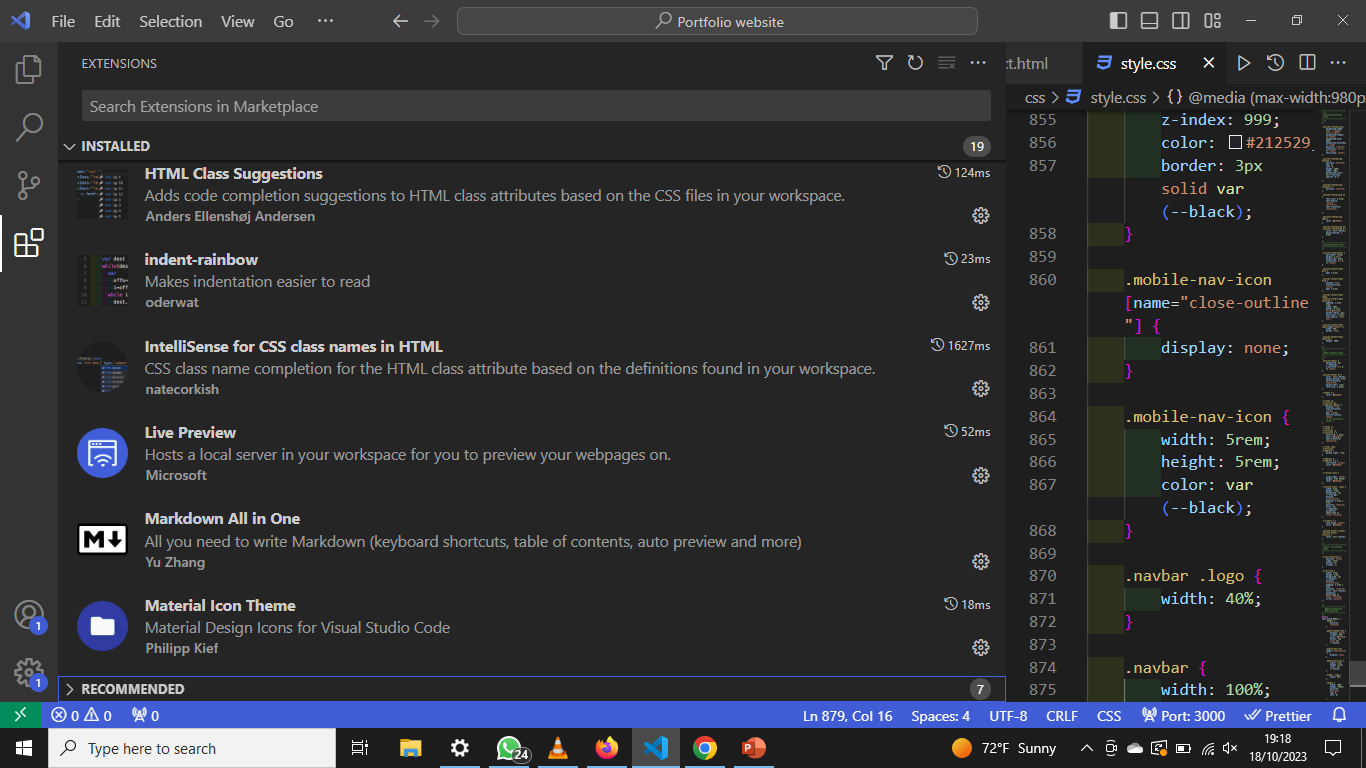 File Edit Selection View Go ··· Portfolio website
EXTENSIONS
Search Extensions in Marketplace
INSTALLED 19
HTML Class Suggestions 124ms
Adds code completion suggestions to HTML class attributes based on the CSS files in your workspace.
Anders Ellenshøj Andersen
indent-rainbow 23ms
Makes indentation easier to read
oderwat
IntelliSense for CSS class names in HTML 1627ms
CSS class name completion for the HTML class attribute based on the definitions found in your workspace.
natecorkish
Live Preview 52ms
Hosts a local server in your workspace for you to preview your webpages on.
Microsoft
Markdown All in One
All you need to write Markdown (keyboard shortcuts, table of contents, auto preview and more)
Yu Zhang
Material Icon Theme 18ms
Material Design Icons for Visual Studio Code
Philipp Kief
RECOMMENDED 7
1
1
style.css
css > style.css > {} @media (max-width:980p
855 z-index: 999;
856 color: #212529
857 border: 3px
solid var
(--black);
858 }
859
860 .mobile-nav-icon
[name="close-outline
"] {
861 display: none;
862 }
863
864 .mobile-nav-icon {
865 width: 5rem;
866 height: 5rem;
867 color: var
(--black);
868 }
869
870 .navbar .logo {
871 width: 40%;
872 }
873
874 .navbar {
875 width: 100%;
0 0 0 Ln 879, Col 16 Spaces: 4 UTF-8 CRLF CSS Port: 3000 Prettier
Type here to search 24 72°F Sunny 19:18
18/10/2023